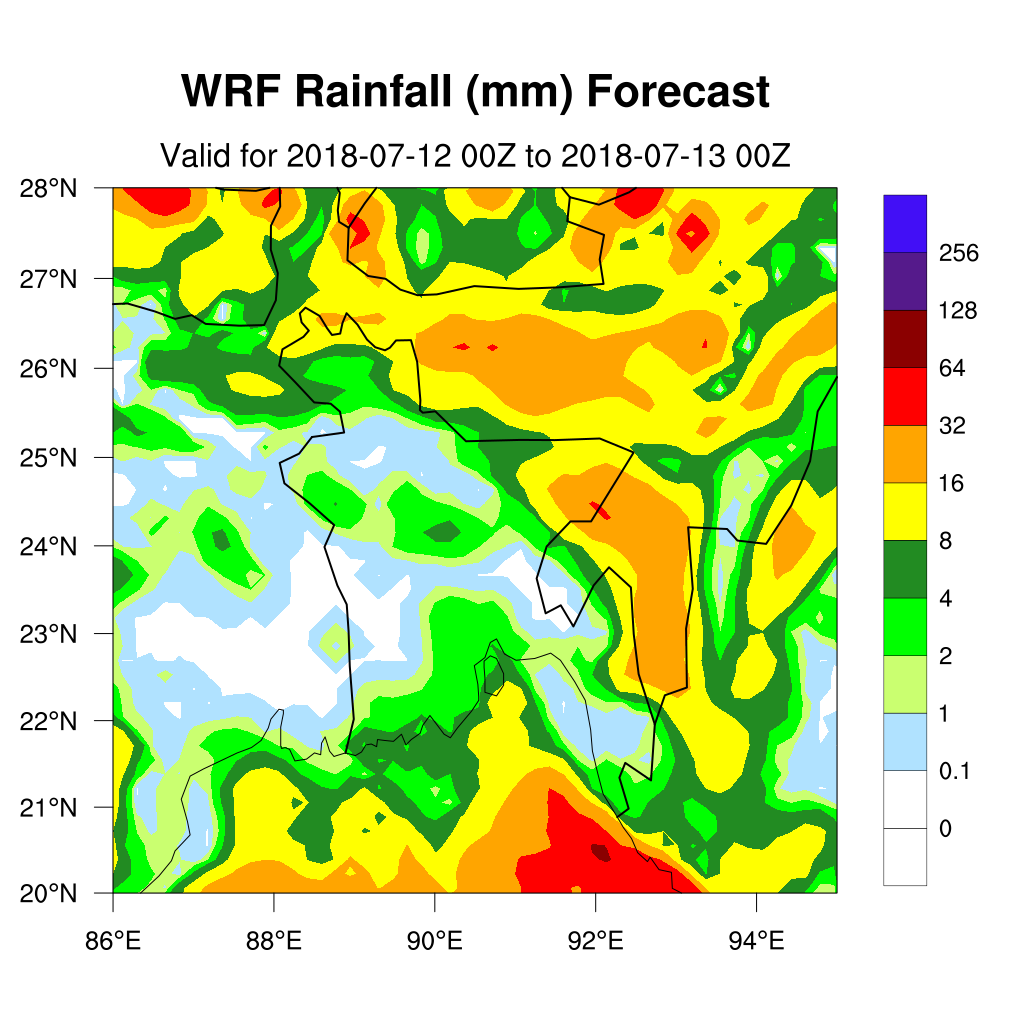 WRF Rainfall (mm) Forecast
Valid for 2018-07-12 00Z to 2018-07-13 00Z
28°N
27°N
26°N
25°N
24°N
23°N
22°N
21°N
20°N
86°E
88°E
90°E
92°E
94°E
256
128
64
32
16
8
4
2
1
0.1
0